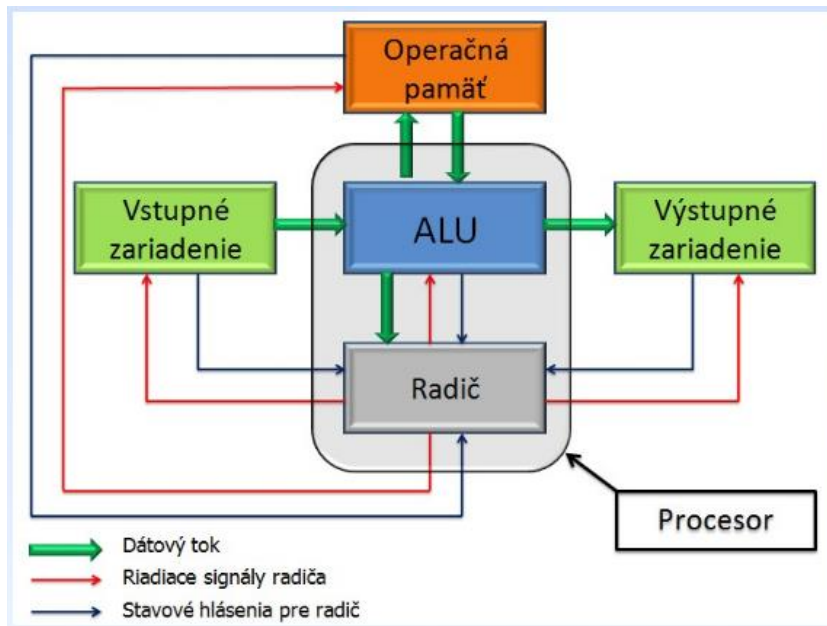 Operačná
pamäť
Vstupné
zariadenie
ALU
Výstupné
zariadenie
Radič
Procesor
Dátový tok
Riadiace signály radiča
Stavové hlásenia pre radič